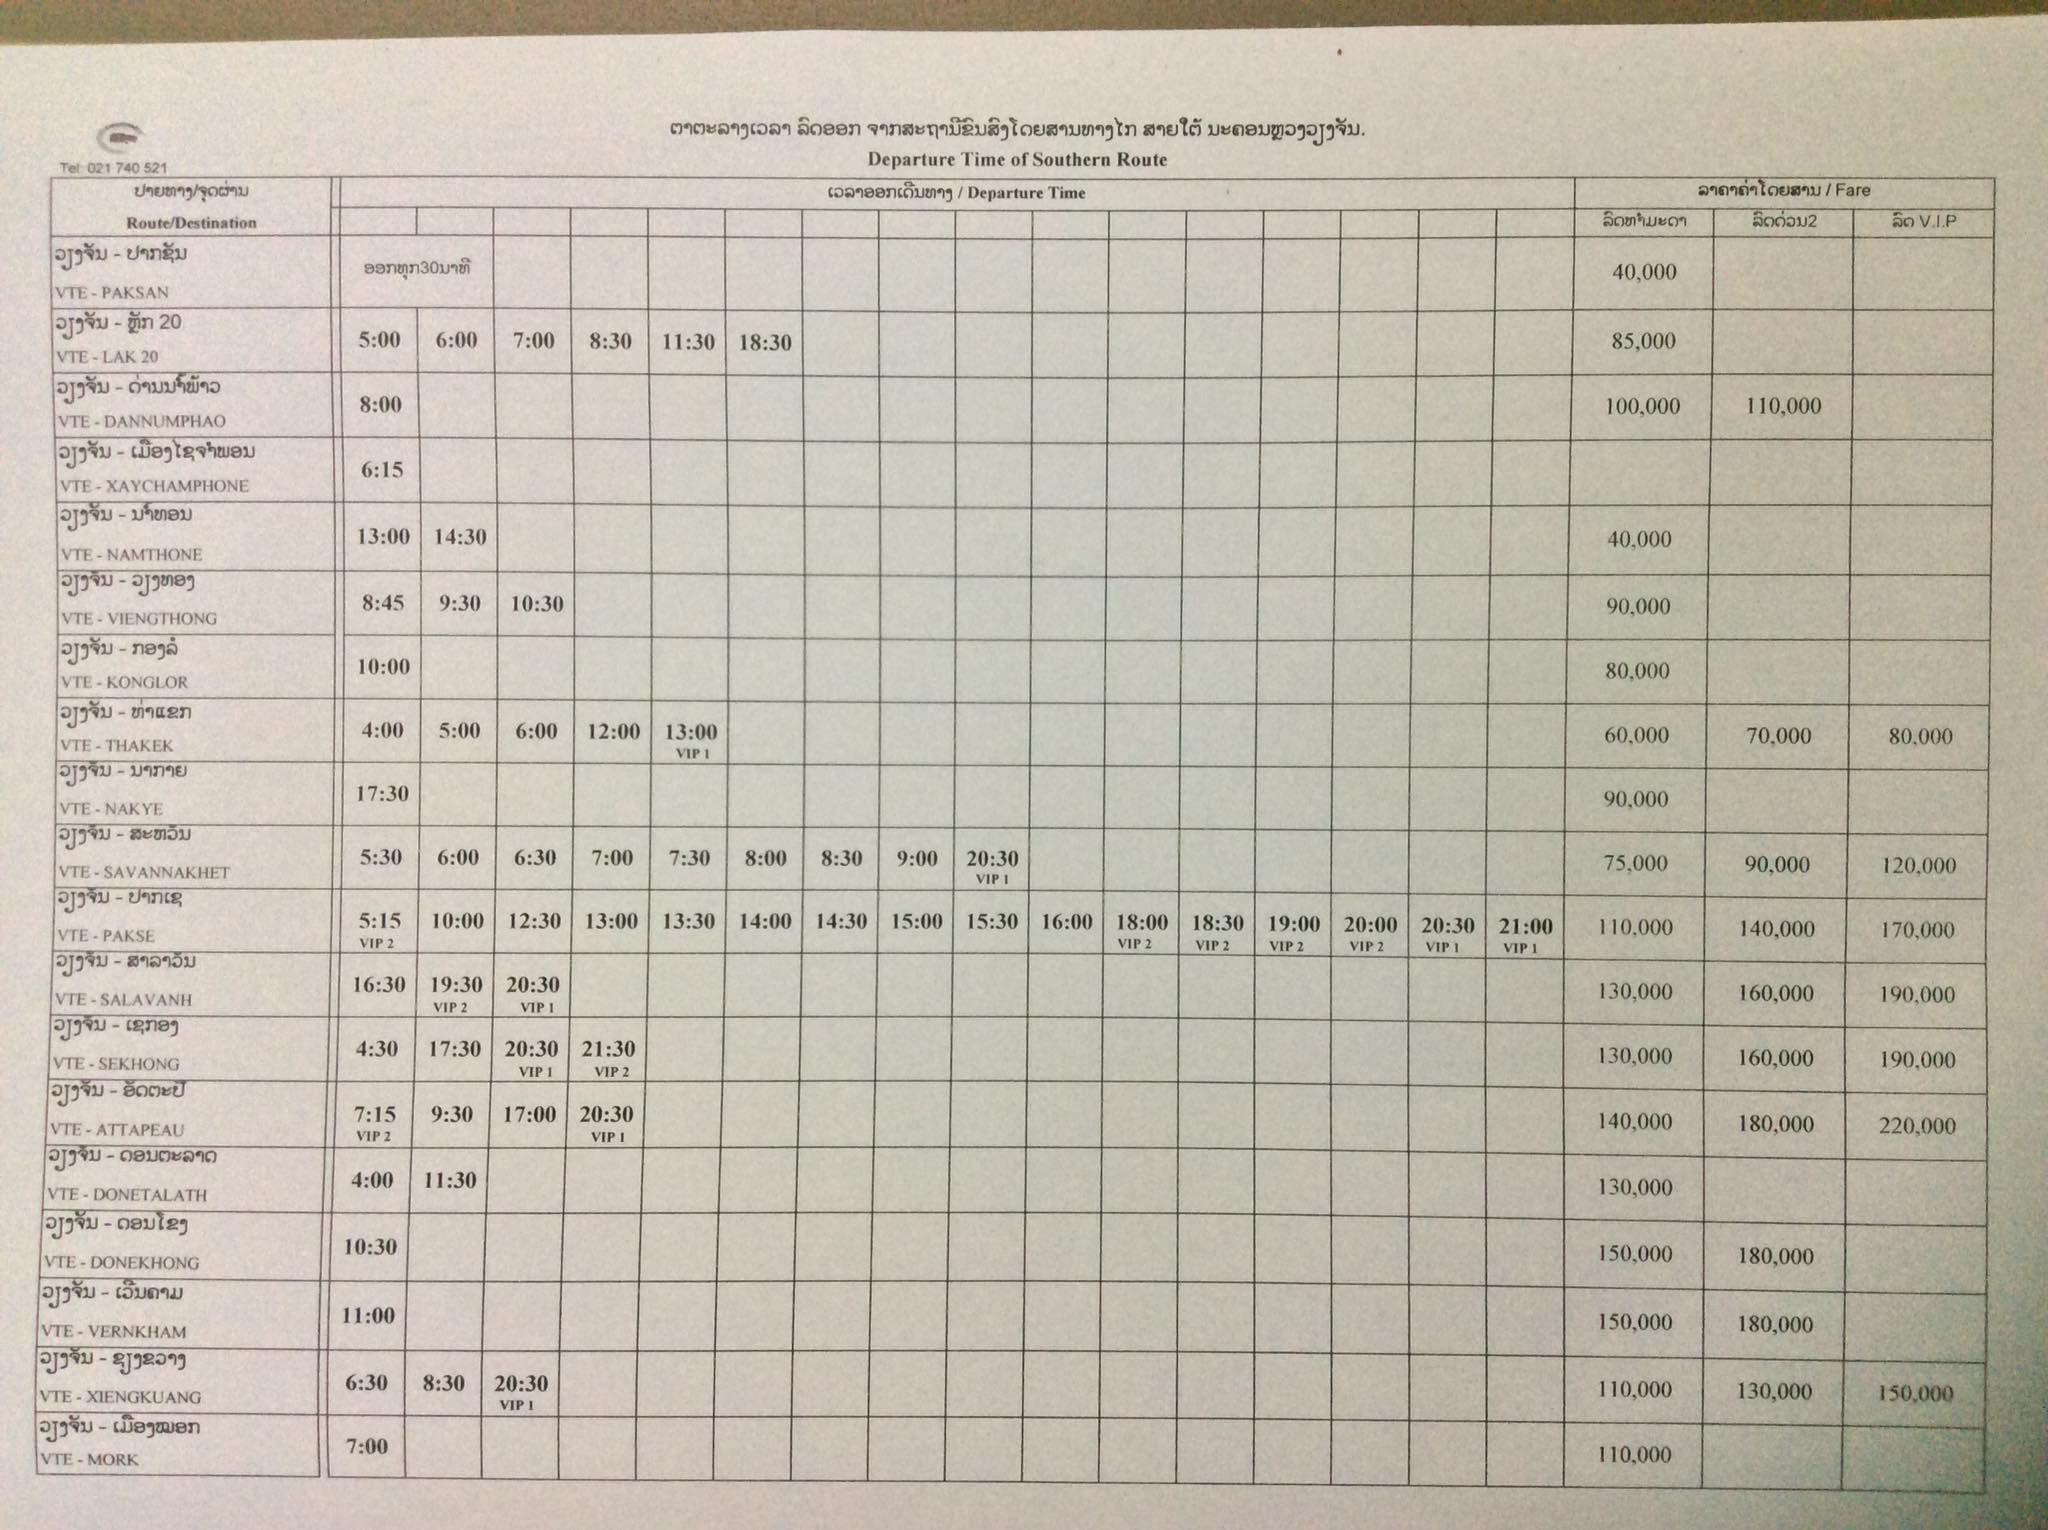 ຕາຕະລາງເວລາ ລົດອອກ ຈາກສະຖານີຂົນສົ່ງໂດຍສານທາງໄກ ສາຍໃຕ້ ນະຄອນຫຼວງວຽງຈັນ.
Departure Time of Southern Route
Tel: 021 740 521
ປາຍທາງ/ຈຸດຜ່ານ ເວລາອອກເດີນທາງ / Departure Time ລາຄາຄ່າໂດຍສານ / Fare
Route/Destination ລົດທຳມະດາ ລົດດ່ວນ2 ລົດ V.I.P
ວຽງຈັນ - ປາກຊັນ
ອອກທຸກ30ນາທີ 40,000
VTE - PAKSAN
ວຽງຈັນ - ຫຼັກ 20
5:00 6:00 7:00 8:30 11:30 18:30 85,000
VTE - LAK 20
ວຽງຈັນ - ດ່ານນ້ຳພ້າວ
8:00 100,000 110,000
VTE - DANNUMPHAO
ວຽງຈັນ - ເມືອງໄຊຈຳພອນ
6:15
VTE - XAYCHAMPHONE
ວຽງຈັນ - ນ້ຳທອນ
13:00 14:30 40,000
VTE - NAMTHONE
ວຽງຈັນ - ວຽງທອງ
8:45 9:30 10:30 90,000
VTE - VIENGTHONG
ວຽງຈັນ - ກອງລໍ
10:00 80,000
VTE - KONGLOR
ວຽງຈັນ - ທ່າແຂກ
4:00 5:00 6:00 12:00 13:00 60,000 70,000 80,000
VTE - THAKEK VIP 1
ວຽງຈັນ - ນາກາຍ
17:30 90,000
VTE - NAKYE
ວຽງຈັນ - ສະຫວັນ
5:30 6:00 6:30 7:00 7:30 8:00 8:30 9:00 20:30 75,000 90,000 120,000
VTE - SAVANNAKHET VIP 1
ວຽງຈັນ - ປາກເຊ
5:15 10:00 12:30 13:00 13:30 14:00 14:30 15:00 15:30 16:00 18:00 18:30 19:00 20:00 20:30 21:00 110,000 140,000 170,000
VTE - PAKSE VIP 2 VIP 2 VIP 2 VIP 2 VIP 2 VIP 1 VIP 1
ວຽງຈັນ - ສາລາວັນ
16:30 19:30 20:30 130,000 160,000 190,000
VTE - SALAVANH VIP 2 VIP 1
ວຽງຈັນ - ເຊກອງ
4:30 17:30 20:30 21:30 130,000 160,000 190,000
VTE - SEKHONG VIP 1 VIP 2
ວຽງຈັນ - ອັດຕະປື
7:15 9:30 17:00 20:30 140,000 180,000 220,000
VTE - ATTAPEAU VIP 2 VIP 1
ວຽງຈັນ - ດອນຕະລາດ
4:00 11:30 130,000
VTE - DONETALATH
ວຽງຈັນ - ດອນໂຂງ
10:30 150,000 180,000
VTE - DONEKHONG
ວຽງຈັນ - ເວີນຄາມ
11:00 150,000 180,000
VTE - VERNKHAM
ວຽງຈັນ - ຊຽງຂວາງ
6:30 8:30 20:30 110,000 130,000 150,000
VTE - XIENGKUANG VIP 1
ວຽງຈັນ - ເມືອງໝອກ
7:00 110,000
VTE - MORK